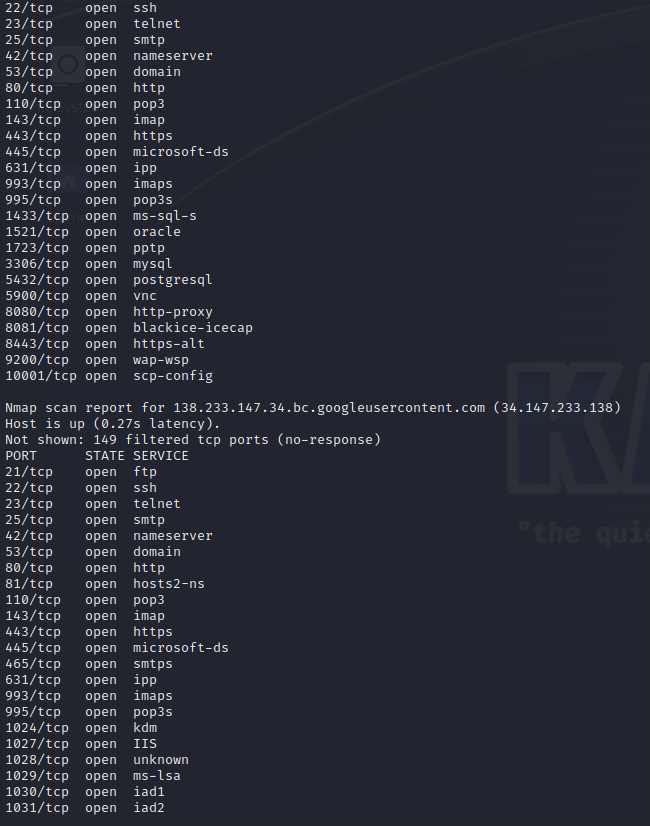 22/tcp    open  ssh
23/tcp    open  telnet
25/tcp    open  smtp
42/tcp    open  nameserver
53/tcp    open  domain
80/tcp    open  http
110/tcp   open  pop3
143/tcp   open  imap
443/tcp   open  https
445/tcp   open  microsoft-ds
631/tcp   open  ipp
993/tcp   open  imaps
995/tcp   open  pop3s
1433/tcp  open  ms-sql-s
1521/tcp  open  oracle
1723/tcp  open  pptp
3306/tcp  open  mysql
5432/tcp  open  postgresql
5900/tcp  open  vnc
8080/tcp  open  http-proxy
8081/tcp  open  blackice-icecap
8443/tcp  open  https-alt
9200/tcp  open  wap-wsp
10001/tcp open  scp-config
Nmap scan report for 138.233.147.34.bc.googleusercontent.com (34.147.233.138)
Host is up (0.27s latency).
Not shown: 149 filtered tcp ports (no-response)
PORT      STATE SERVICE
21/tcp    open  ftp
22/tcp    open  ssh
23/tcp    open  telnet
25/tcp    open  smtp
42/tcp    open  nameserver
53/tcp    open  domain
80/tcp    open  http
81/tcp    open  hosts2-ns
110/tcp   open  pop3
143/tcp   open  imap
443/tcp   open  https
445/tcp   open  microsoft-ds
465/tcp   open  smtps
631/tcp   open  ipp
993/tcp   open  imaps
995/tcp   open  pop3s
1024/tcp  open  kdm
1027/tcp  open  IIS
1028/tcp  open  unknown
1029/tcp  open  ms-lsa
1030/tcp  open  iad1
1031/tcp  open  iad2
"the